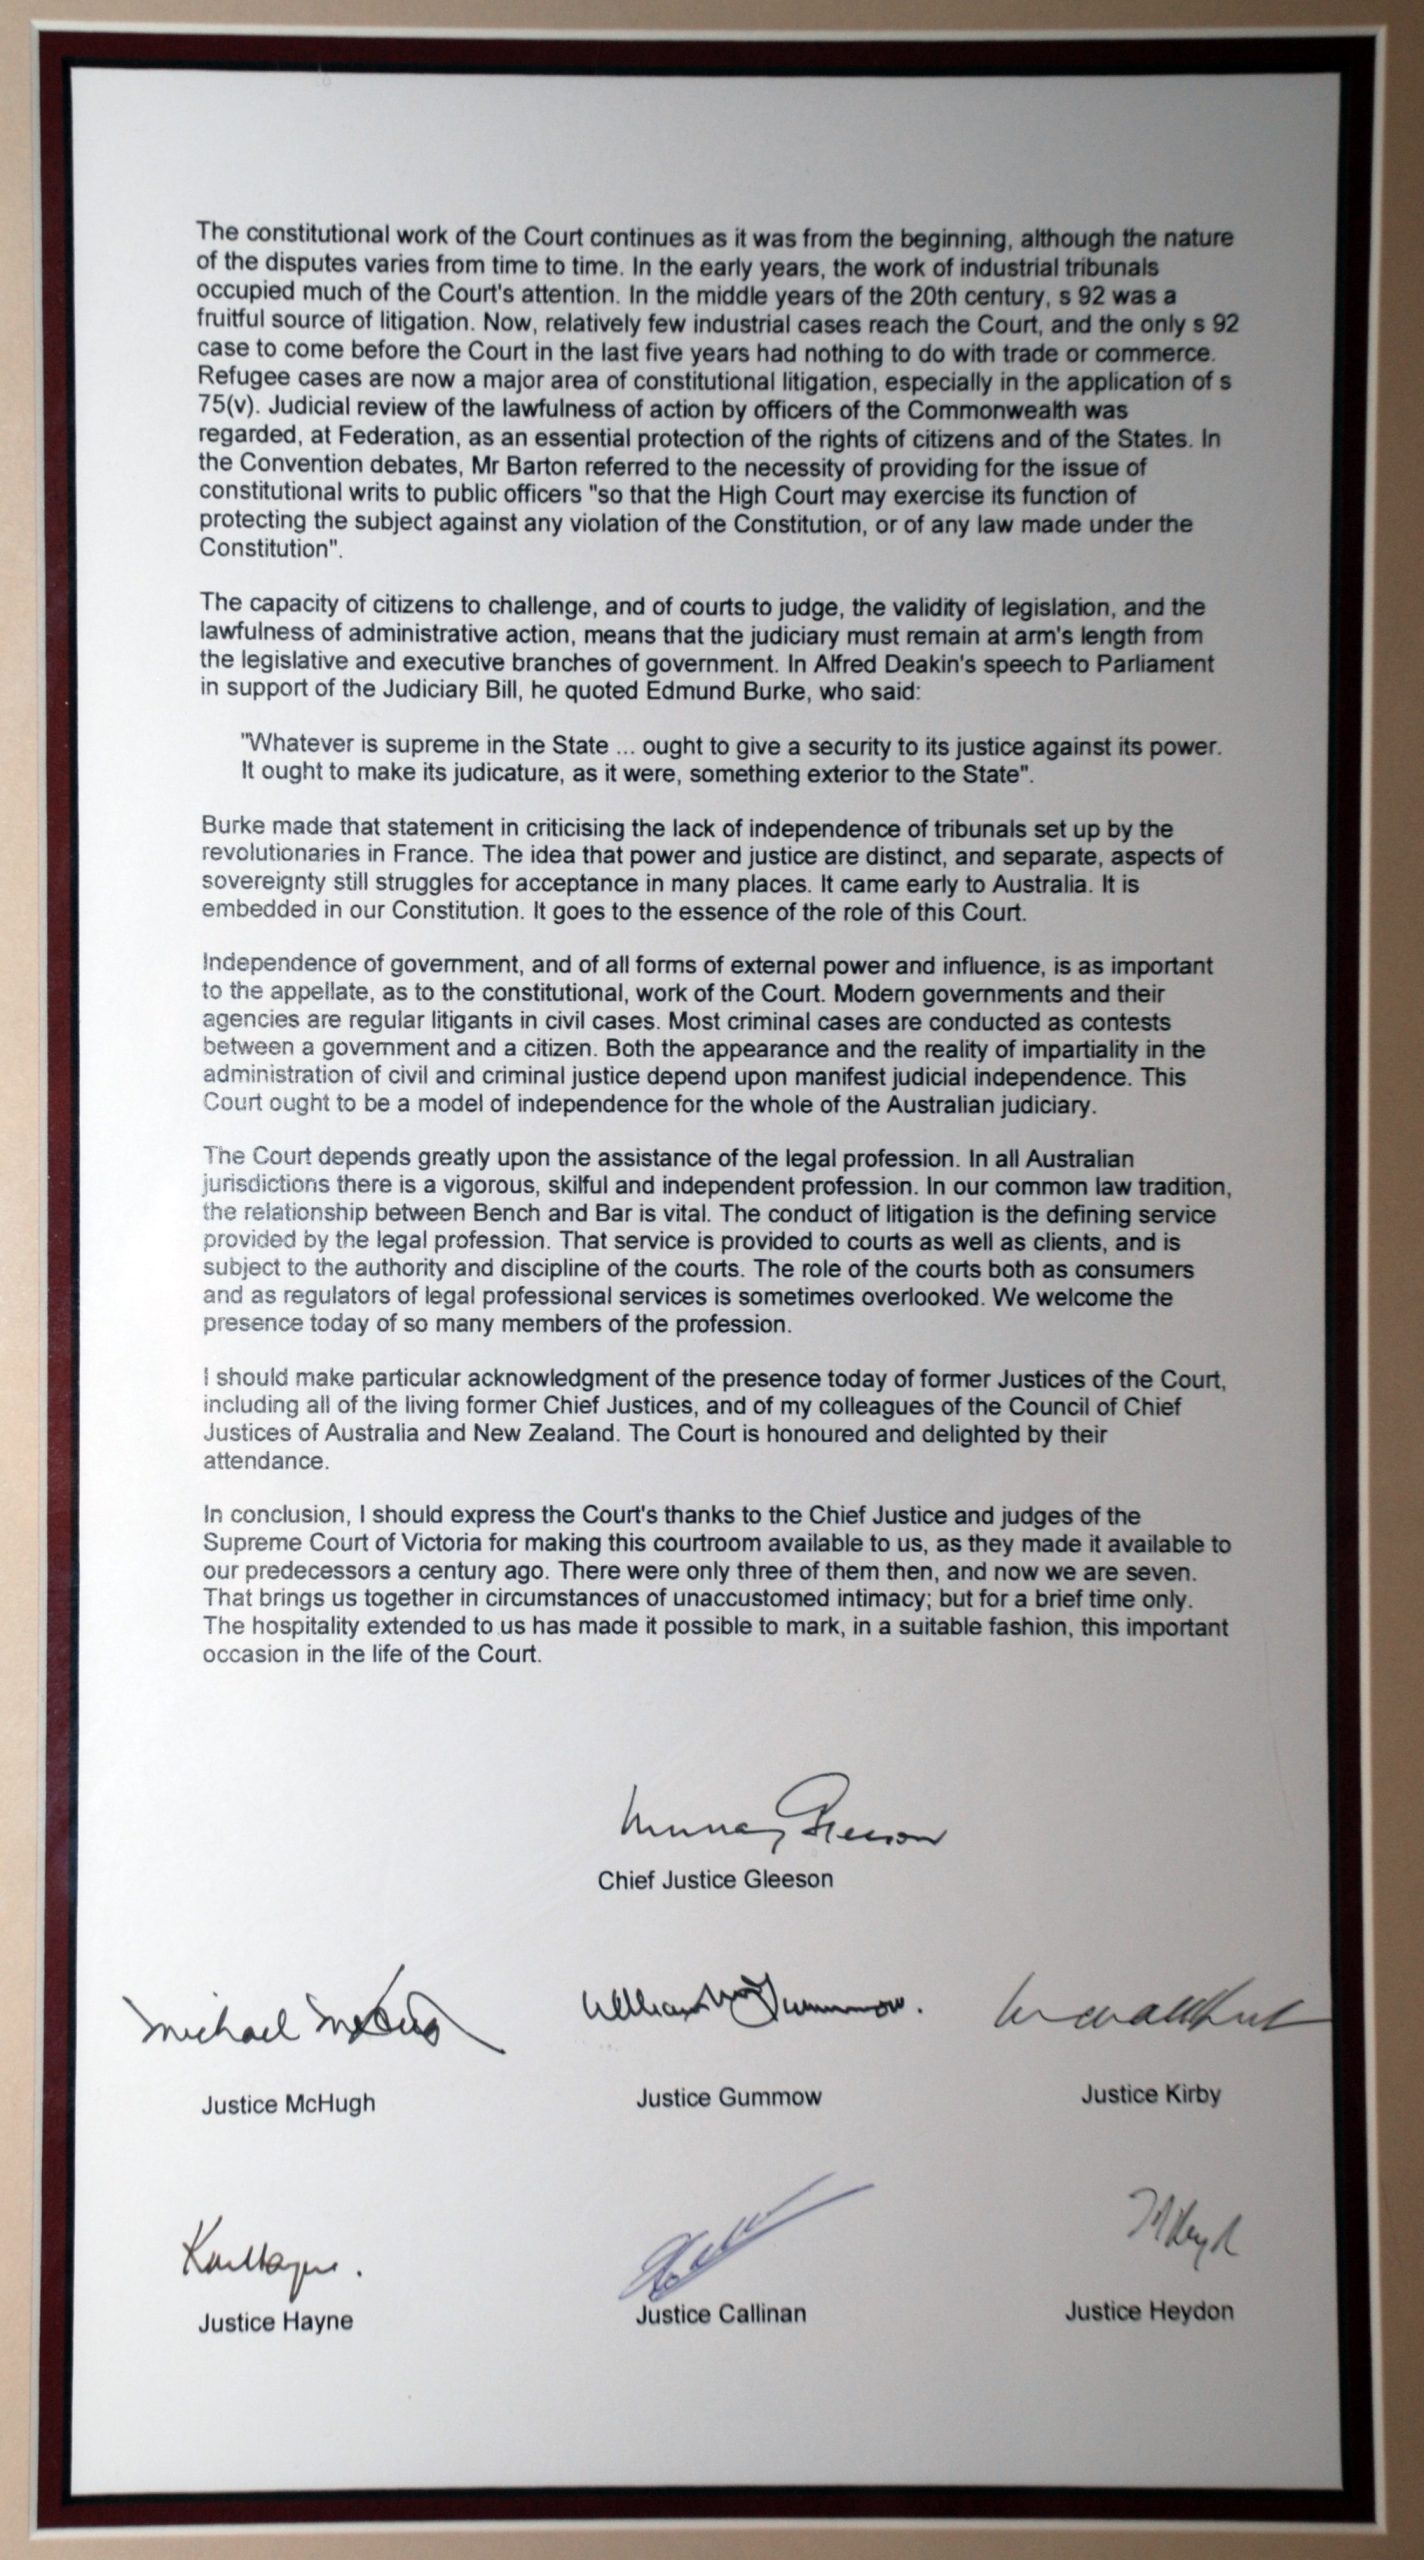 The constitutional work of the Court continues as it was from the beginning, although the nature
of the disputes varies from time to time. In the early years, the work of industrial tribunals
occupied much of the Court's attention. In the middle years of the 20th century, s 92 was a
fruitful source of litigation. Now, relatively few industrial cases reach the Court, and the only s 92
case to come before the Court in the last five years had nothing to do with trade or commerce.
Refugee cases are now a major area of constitutional litigation, especially in the application of s
75(v). Judicial review of the lawfulness of action by officers of the Commonwealth was
regarded, at Federation, as an essential protection of the rights of citizens and of the States. In
the Convention debates, Mr Barton referred to the necessity of providing for the issue of
constitutional writs to public officers "so that the High Court may exercise its function of
protecting the subject against any violation of the Constitution, or of any law made under the
Constitution".
The capacity of citizens to challenge, and of courts to judge, the validity of legislation, and the
lawfulness of administrative action, means that the judiciary must remain at arm's length from
the legislative and executive branches of government. In Alfred Deakin's speech to Parliament
in support of the Judiciary Bill, he quoted Edmund Burke, who said:
"Whatever is supreme in the State ... ought to give a security to its justice against its power.
It ought to make its judicature, as it were, something exterior to the State".
Burke made that statement in criticising the lack of independence of tribunals set up by the
revolutionaries in France. The idea that power and justice are distinct, and separate, aspects of
sovereignty still struggles for acceptance in many places. It came early to Australia. It is
embedded in our Constitution. It goes to the essence of the role of this Court.
Independence of government, and of all forms of external power and influence, is as important
to the appellate, as to the constitutional, work of the Court. Modern governments and their
agencies are regular litigants in civil cases. Most criminal cases are conducted as contests
between a government and a citizen. Both the appearance and the reality of impartiality in the
administration of civil and criminal justice depend upon manifest judicial independence. This
Court ought to be a model of independence for the whole of the Australian judiciary.
The Court depends greatly upon the assistance of the legal profession. In all Australian
jurisdictions there is a vigorous, skilful and independent profession. In our common law tradition,
the relationship between Bench and Bar is vital. The conduct of litigation is the defining service
provided by the legal profession. That service is provided to courts as well as clients, and is
subject to the authority and discipline of the courts. The role of the courts both as consumers
and as regulators of legal professional services is sometimes overlooked. We welcome the
presence today of so many members of the profession.
I should make particular acknowledgment of the presence today of former Justices of the Court,
including all of the living former Chief Justices, and of my colleagues of the Council of Chief
Justices of Australia and New Zealand. The Court is honoured and delighted by their
attendance.
In conclusion, I should express the Court's thanks to the Chief Justice and judges of the
Supreme Court of Victoria for making this courtroom available to us, as they made it available to
our predecessors a century ago. There were only three of them then, and now we are seven.
That brings us together in circumstances of unaccustomed intimacy; but for a brief time only.
The hospitality extended to us has made it possible to mark, in a suitable fashion, this important
occasion in the life of the Court.
Murray Gleeson
Chief Justice Gleeson
Michael McHugh William Gummow.
Justice McHugh Justice Gummow Justice Kirby
Ken Hayne.
Justice Hayne Justice Callinan Justice Heydon